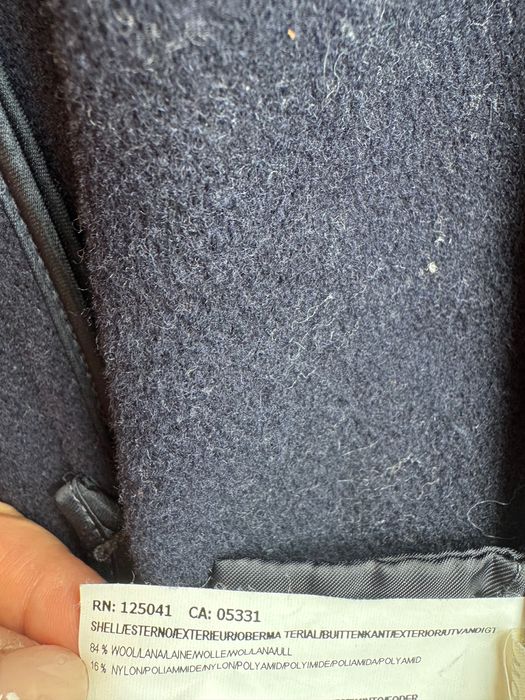 RN: 125041 CA: 05331
SHELL/ESTERNO/EXTERIEUR/OBERMA TERIAL/BUITENKANT/EXTERIOR/UTVANDIGT
84 % WOOL/LANA/LAINE/WOLLE/WOL/LANA/ULL
16 % NYLON/POLIAMMIDE/NYLON/POLYAMID/POLYIMIDE/POLIAMIDA/POLYAMID